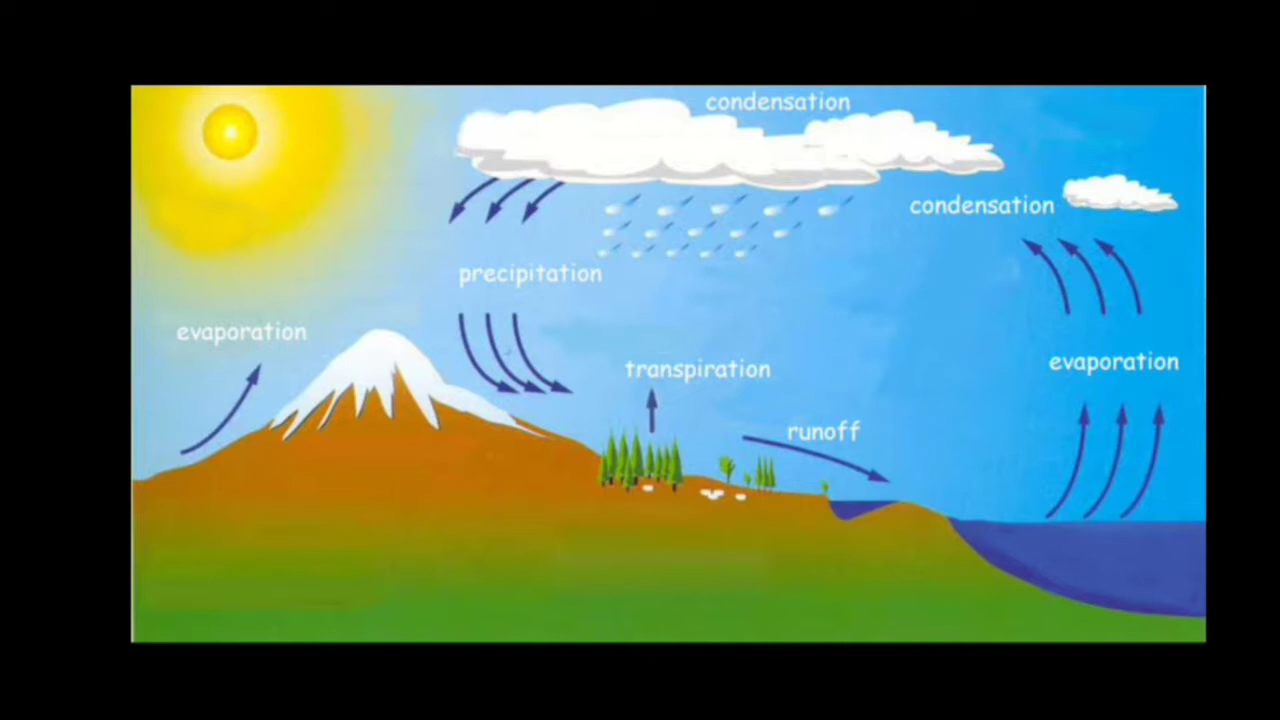 condensation
condensation
precipitation
evaporation
transpiration
evaporation
runoff